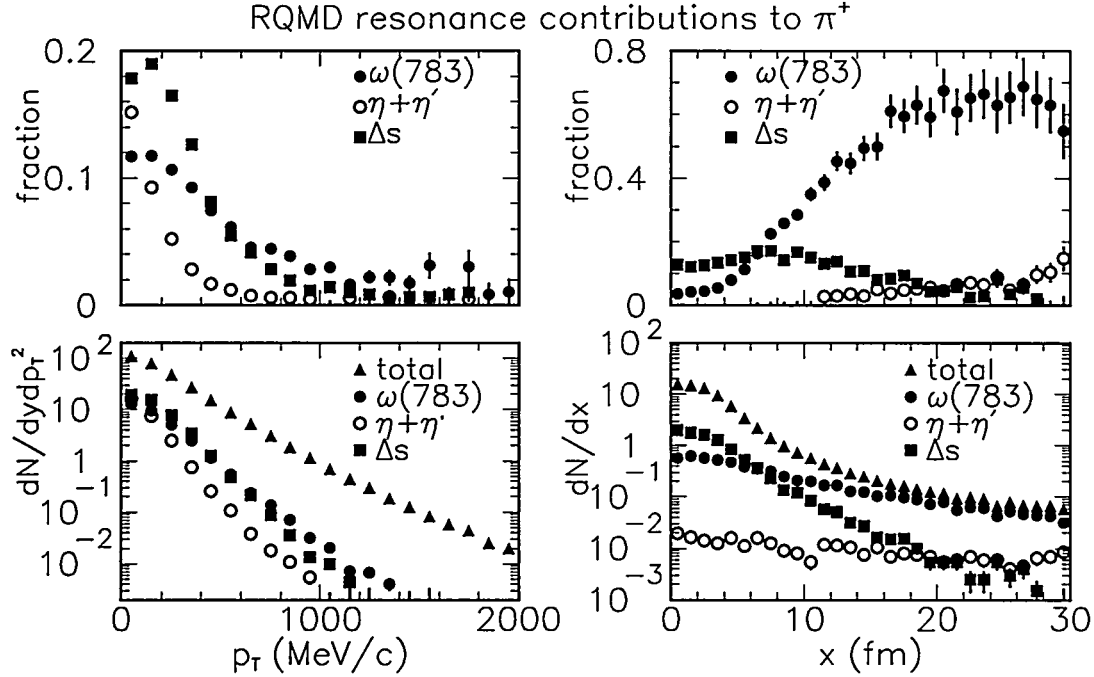 RQMD resonance contributions to π⁺
0.2
0.1
0
fraction
ω(783)
η+η′
Δs
0.8
0.4
0
fraction
ω(783)
η+η′
Δs
10²
10
1
10⁻¹
10⁻²
dN/dydp_T²
total
ω(783)
η+η′
Δs
0
1000
2000
p_T (MeV/c)
10
1
10⁻¹
10⁻²
10⁻³
dN/dx
total
ω(783)
η+η′
Δs
0
10
20
30
x (fm)